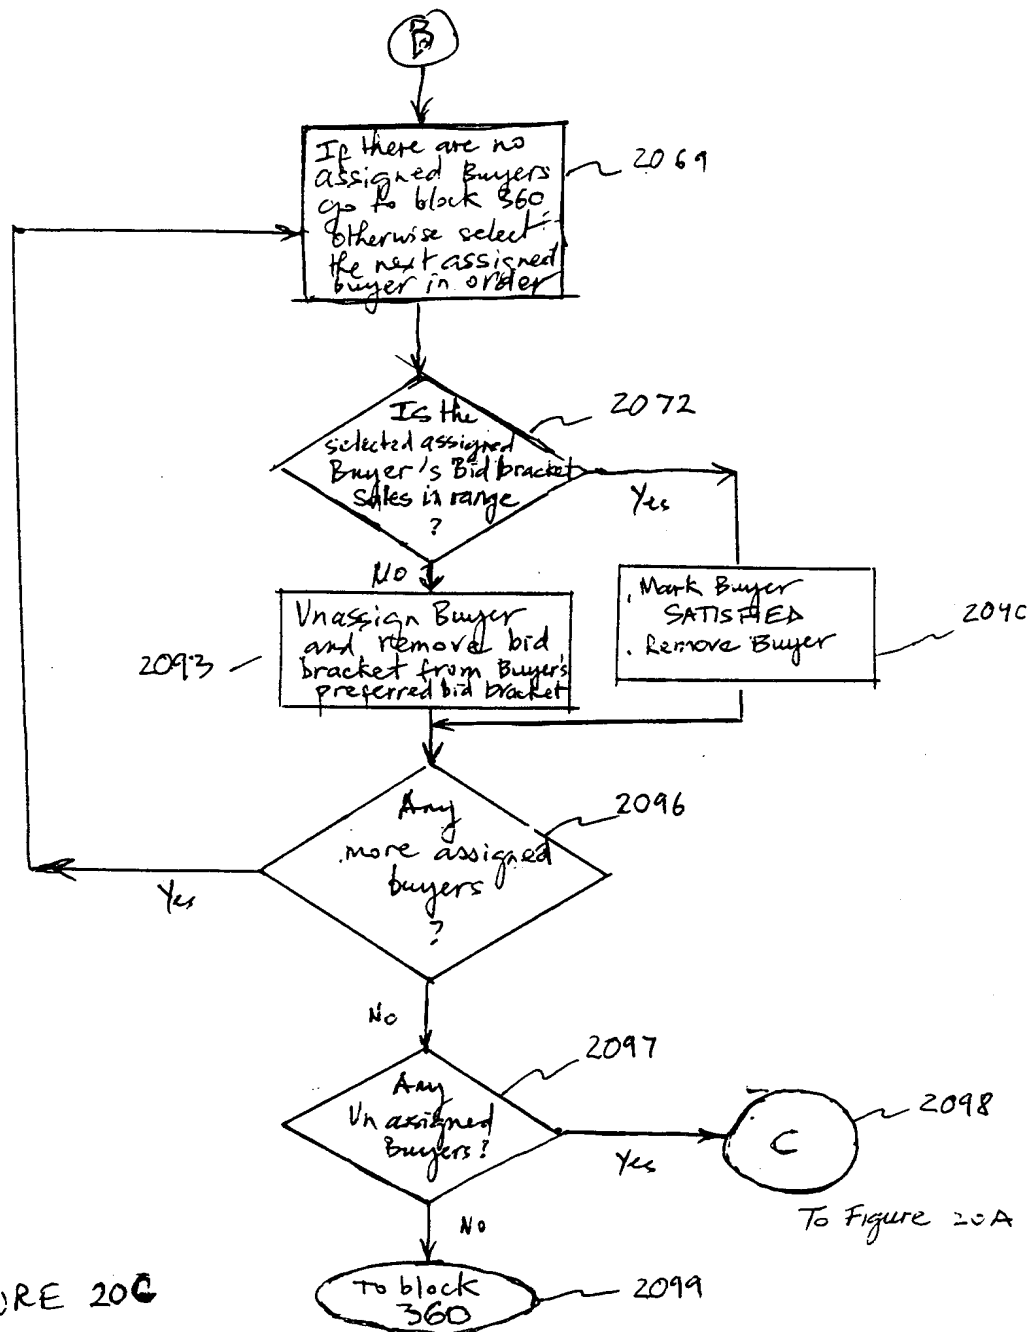 B
If there are no
assigned Buyers
go to block 360
otherwise select
the next assigned
buyer in order
2069
Is the
selected assigned
Buyer's Bid bracket
Sales in range
?
2072
Yes
No
Mark Buyer
SATISFIED
Remove Buyer
Unassign Buyer
and remove bid
bracket from Buyer's
preferred bid bracket
2093
Any
more assigned
buyers
?
2096
Yes
No
Any
Unassigned
Buyers?
2097
Yes
C
2098
To Figure 20A
No
To block
360
2099
URE 20C